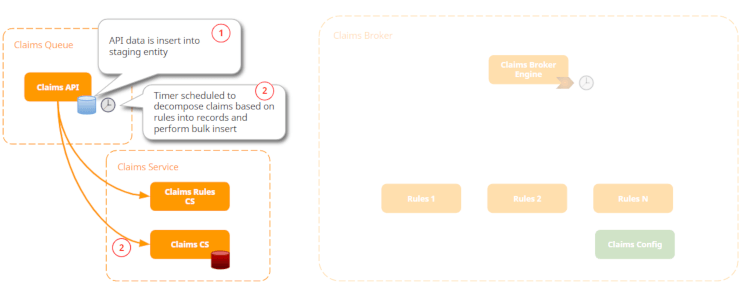 Claims Queue
API data is insert into
staging entity
1
Claims API
Timer scheduled to
decompose claims based on
rules into records and
perform bulk insert
2
Claims Service
Claims Rules
CS
Claims CS
2
Claims Broker
Claims Broker
Engine
Rules 1
Rules 2
Rules N
Claims Config